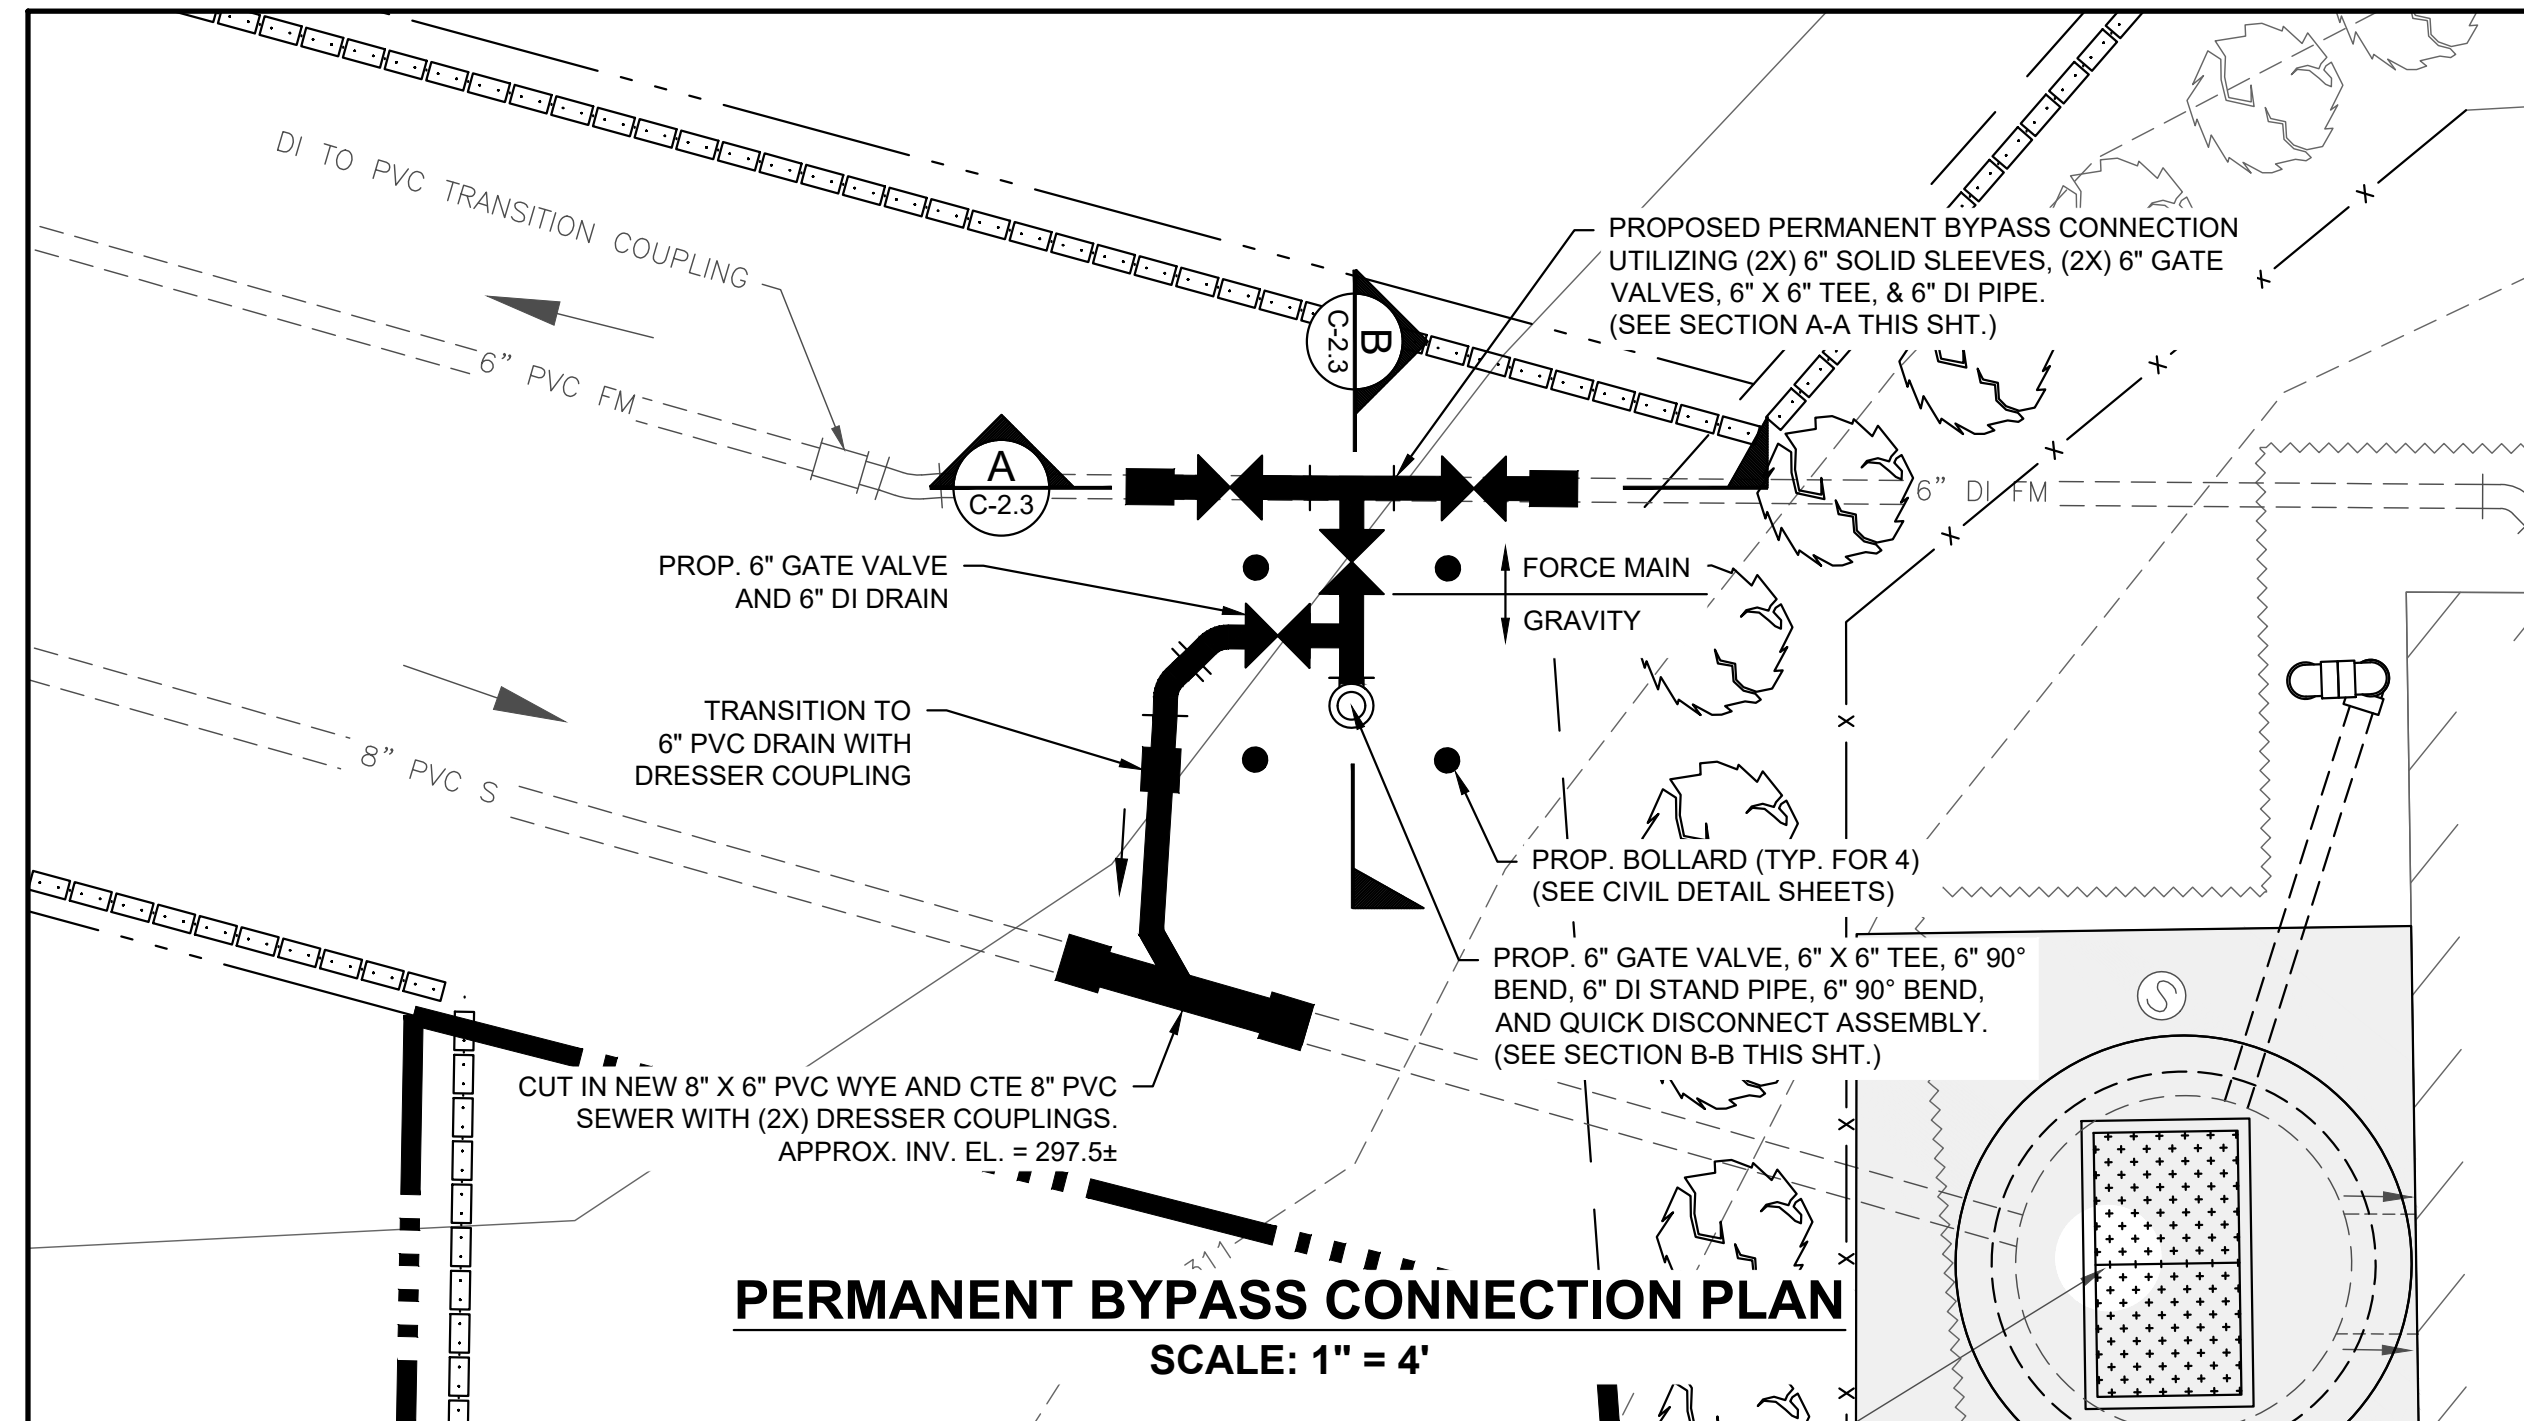 DI TO PVC TRANSITION COUPLING
PROPOSED PERMANENT BYPASS CONNECTION
UTILIZING (2X) 6" SOLID SLEEVES, (2X) 6" GATE
VALVES, 6" X 6" TEE, & 6" DI PIPE.
(SEE SECTION A-A THIS SHT.)
B
C-2.3
6" PVC FM
A
C-2.3
6" DI FM
PROP. 6" GATE VALVE
AND 6" DI DRAIN
FORCE MAIN
GRAVITY
TRANSITION TO
6" PVC DRAIN WITH
DRESSER COUPLING
8" PVC S
PROP. BOLLARD (TYP. FOR 4)
(SEE CIVIL DETAIL SHEETS)
PROP. 6" GATE VALVE, 6" X 6" TEE, 6" 90°
BEND, 6" DI STAND PIPE, 6" 90° BEND,
AND QUICK DISCONNECT ASSEMBLY.
(SEE SECTION B-B THIS SHT.)
S
CUT IN NEW 8" X 6" PVC WYE AND CTE 8" PVC
SEWER WITH (2X) DRESSER COUPLINGS.
APPROX. INV. EL. = 297.5±
311
X
X
X
X
X
X
X
X
X
X
PERMANENT BYPASS CONNECTION PLAN
SCALE: 1" = 4'